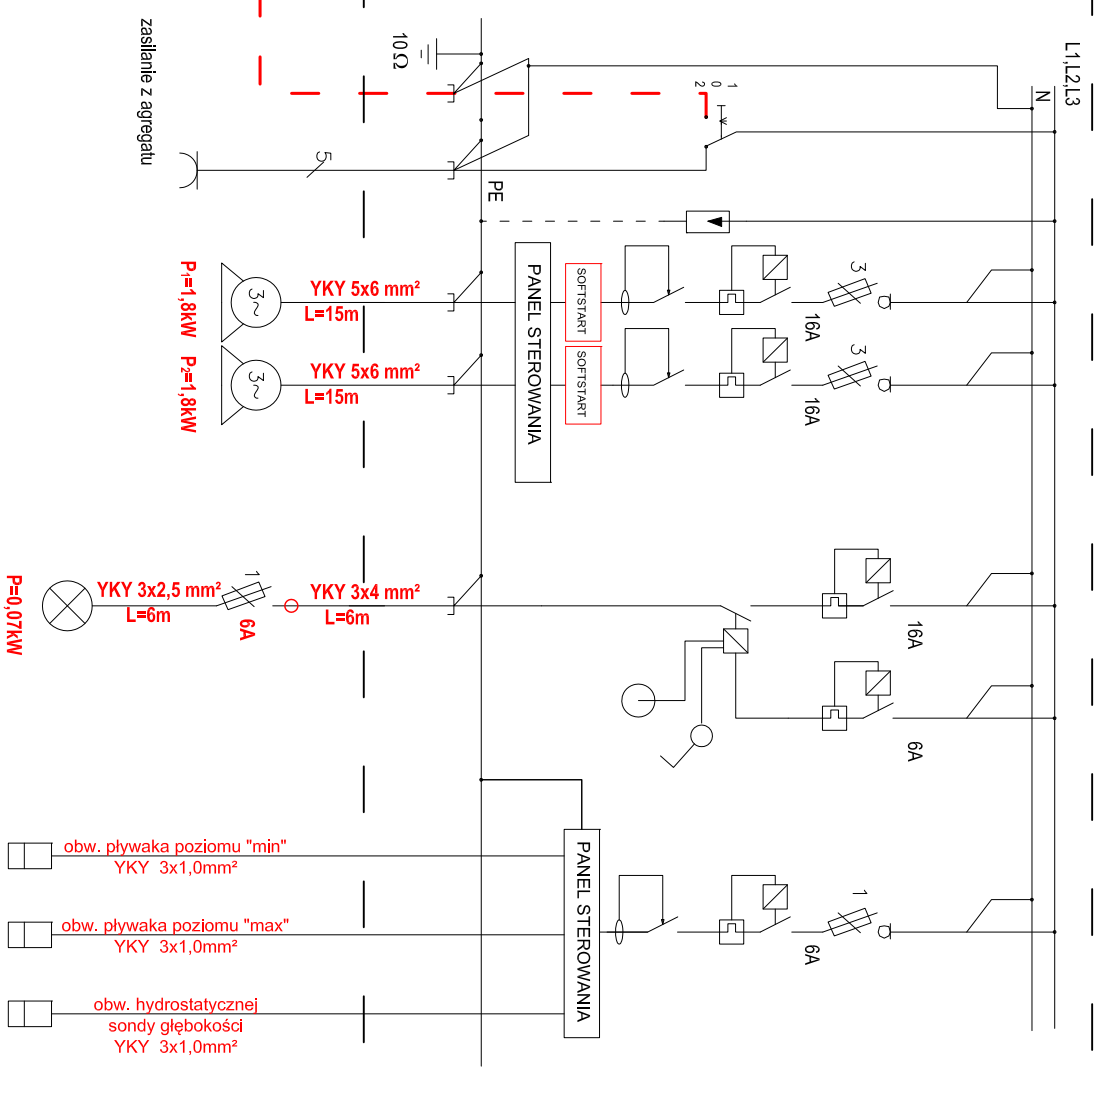 L1,L2,L3
N
zasilanie z agregatu
10 Ω
1
0
2
5
PE
P₁=1,8kW
3~
YKY 5x6 mm²
L=15m
PANEL STEROWANIA
SOFTSTART
16A
3
P₂=1,8kW
3~
YKY 5x6 mm²
L=15m
SOFTSTART
16A
3
P=0,07kW
YKY 3x2,5 mm²
L=6m
1
6A
YKY 3x4 mm²
L=6m
16A
6A
obw. pływaka poziomu "min"
YKY 3x1,0mm²
obw. pływaka poziomu "max"
YKY 3x1,0mm²
obw. hydrostatycznej
sondy głębokości
YKY 3x1,0mm²
PANEL STEROWANIA
1
6A